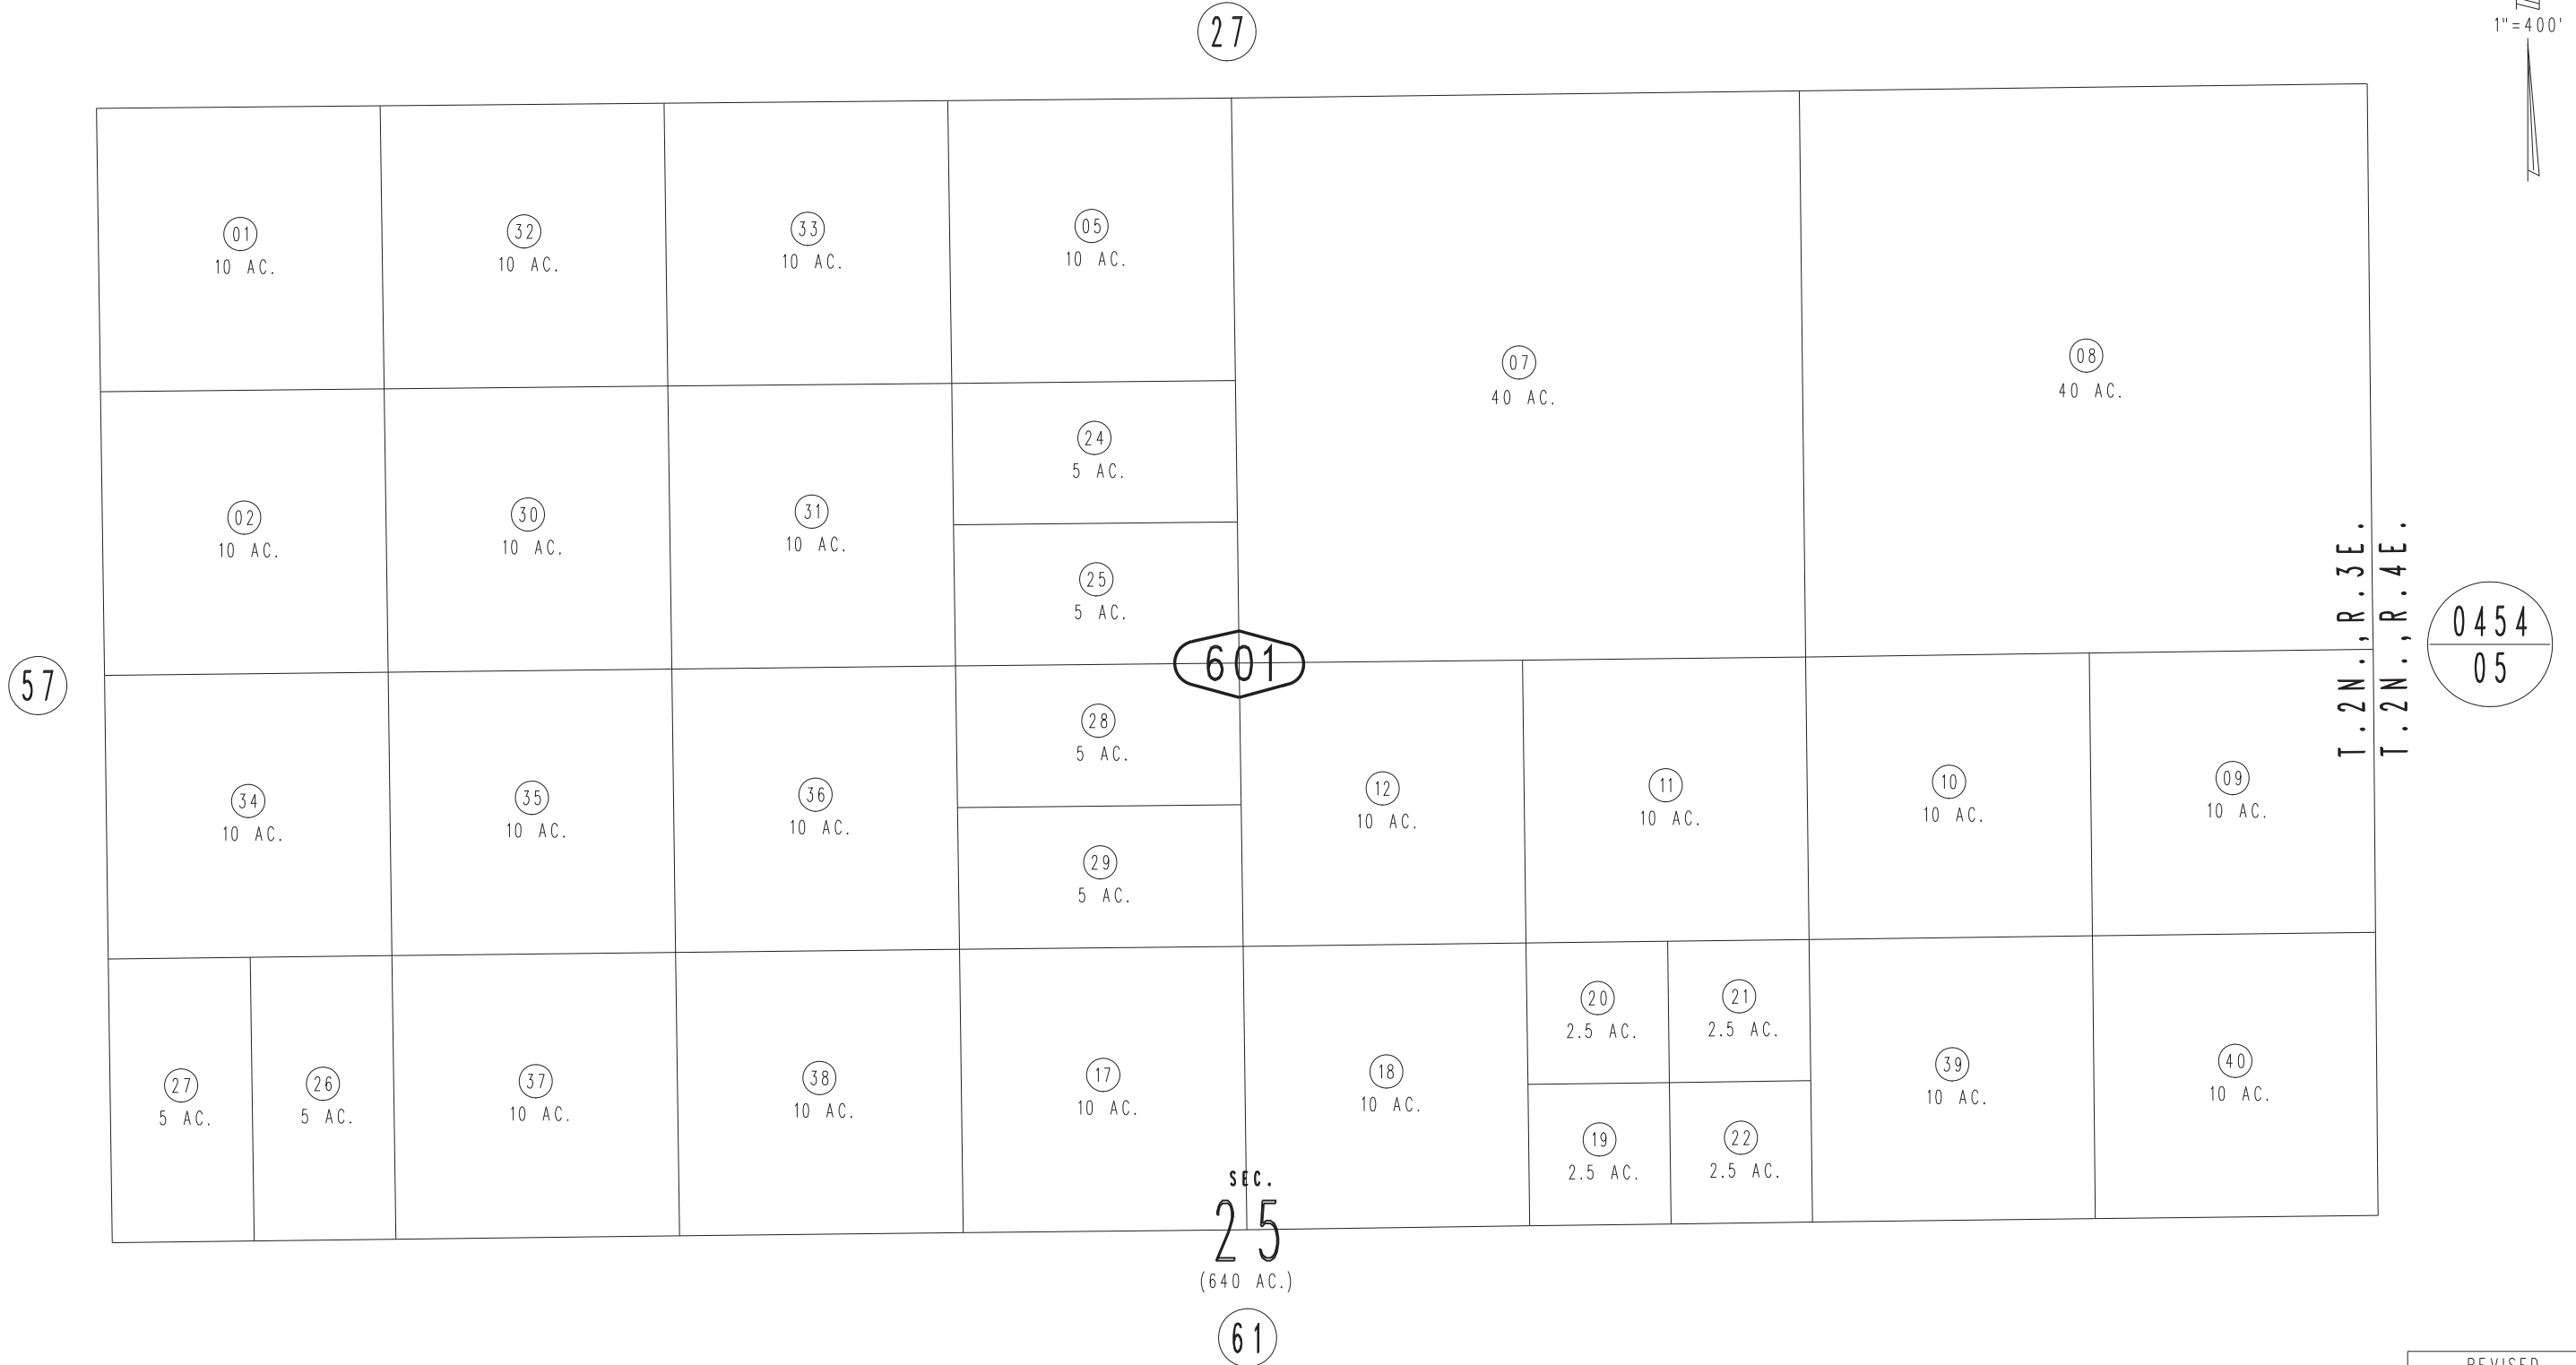 27
1"=400'
01
10 AC.
32
10 AC.
33
10 AC.
05
10 AC.
07
40 AC.
08
40 AC.
24
5 AC.
02
10 AC.
30
10 AC.
31
10 AC.
25
5 AC.
T.2N.,R.3E.
T.2N.,R.4E.
0454
05
57
601
28
5 AC.
34
10 AC.
35
10 AC.
36
10 AC.
29
5 AC.
12
10 AC.
11
10 AC.
10
10 AC.
09
10 AC.
20
2.5 AC.
21
2.5 AC.
27
5 AC.
26
5 AC.
37
10 AC.
38
10 AC.
17
10 AC.
18
10 AC.
39
10 AC.
40
10 AC.
19
2.5 AC.
22
2.5 AC.
SEC.
25
(640 AC.)
61
REVISED